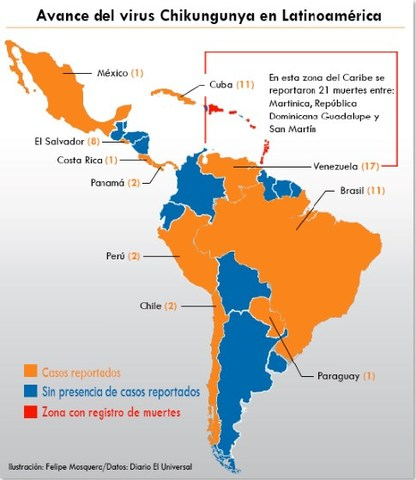 Avance del virus Chikungunya en Latinoamérica
México (1)
Cuba (11)
En esta zona del Caribe se
reportaron 21 muertes entre:
Martinica, República
Dominicana Guadalupe y
San Martín
El Salvador (8)
Costa Rica (1)
Panamá (2)
Venezuela (17)
Brasil (11)
Perú (2)
Chile (2)
Paraguay (1)
Casos reportados
Sin presencia de casos reportados
Zona con registro de muertes
Ilustración: Felipe Mosquera/Datos: Diario El Universal